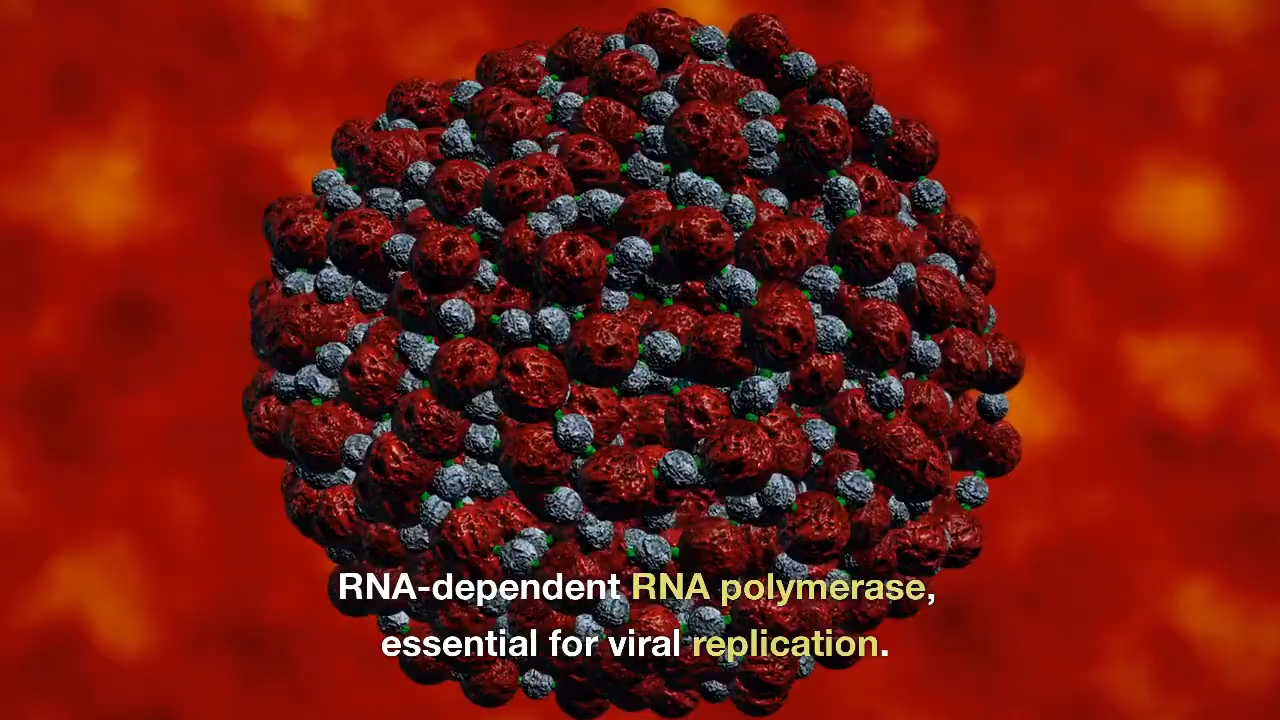 RNA-dependent RNA polymerase,
essential for viral replication.